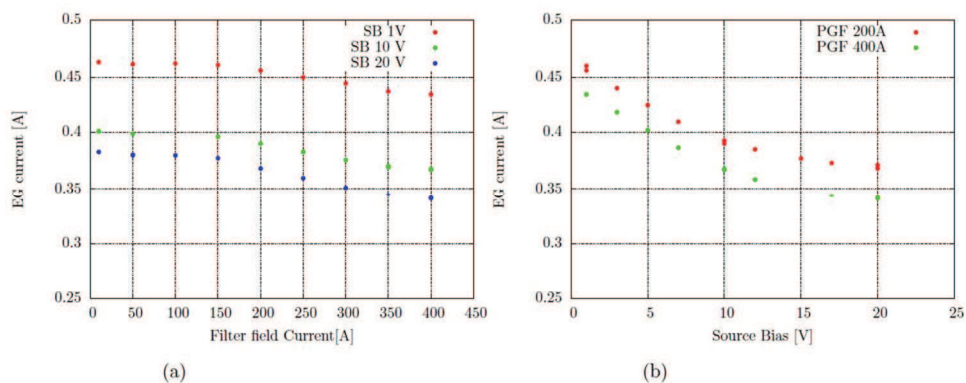 0.5
0.45
0.4
0.35
0.3
0.25
EG current [A]
0 50 100 150 200 250 300 350 400 450
Filter field Current[A]
SB 1V
SB 10 V
SB 20 V
(a)
0.5
0.45
0.4
0.35
0.3
0.25
EG current [A]
0 5 10 15 20 25
Source Bias [V]
PGF 200A
PGF 400A
(b)